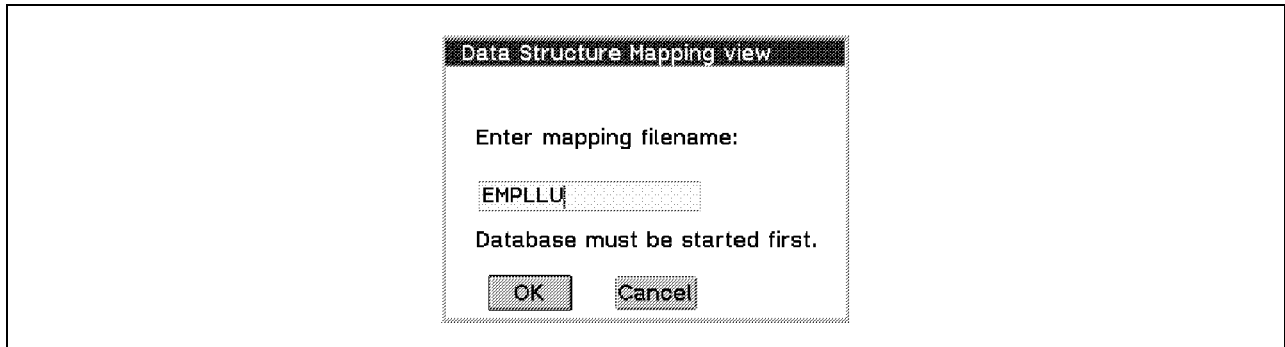 Data Structure Mapping view
Enter mapping filename:
EMPLLU
Database must be started first.
OK Cancel